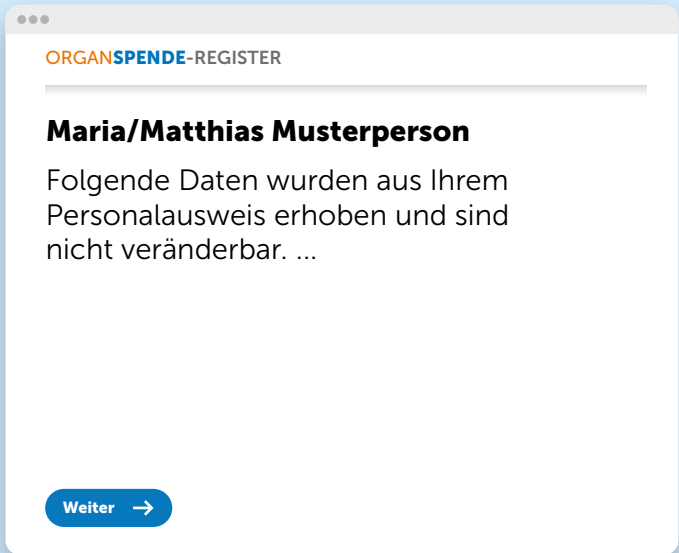 ORGANSPENDE-REGISTER
Maria/Matthias Musterperson
Folgende Daten wurden aus Ihrem
Personalausweis erhoben und sind
nicht veränderbar. ...
Weiter